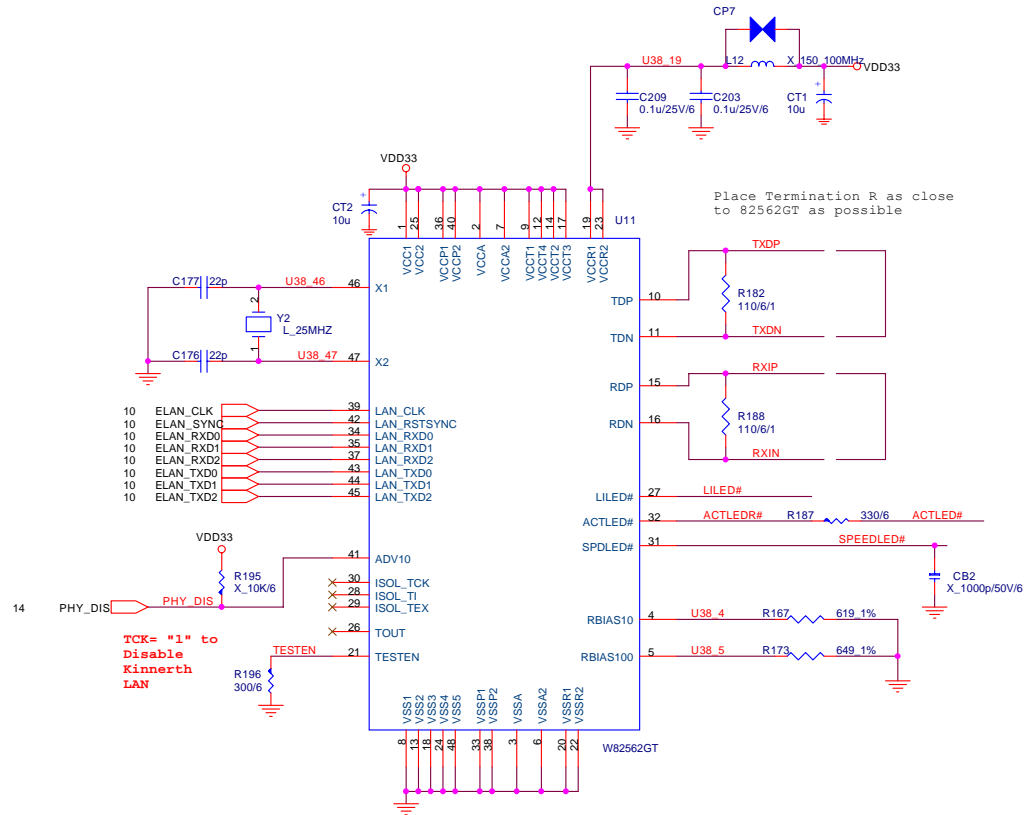 CP7
U38_19
L12
X_150_100MHz
VDD33
C209
0.1u/25V/6
C203
0.1u/25V/6
CT1
10u
+
VDD33
CT2
10u
+
Place Termination R as close
to 82562GT as possible
U11
1
25
36
40
2
7
9
12
14
17
19
23
VCC1
VCC2
VCCP1
VCCP2
VCCA
VCCA2
VCCT1
VCCT4
VCCT2
VCCT3
VCCR1
VCCR2
C177
22p
U38_46
46
X1
2
Y2
L_25MHZ
1
C176
22p
U38_47
47
X2
TDP
10
TXDP
R182
110/6/1
TDN
11
TXDN
RDP
15
RXIP
R188
110/6/1
RDN
16
RXIN
10 ELAN_CLK 39 LAN_CLK
10 ELAN_SYNC 42 LAN_RSTSYNC
10 ELAN_RXD0 34 LAN_RXD0
10 ELAN_RXD1 35 LAN_RXD1
10 ELAN_RXD2 37 LAN_RXD2
10 ELAN_TXD0 43 LAN_TXD0
10 ELAN_TXD1 44 LAN_TXD1
10 ELAN_TXD2 45 LAN_TXD2
LILED# 27 LILED#
ACTLED# 32 ACTLEDR# R187 330/6 ACTLED#
SPDLED# 31 SPEEDLED#
CB2
X_1000p/50V/6
VDD33
R195
X_10K/6
41 ADV10
30 ISOL_TCK
28 ISOL_TI
29 ISOL_TEX
26 TOUT
21 TESTEN
14 PHY_DIS PHY_DIS
TCK= "1" to
Disable
Kinnerth
LAN
TESTEN
R196
300/6
RBIAS10 4 U38_4 R167 619_1%
RBIAS100 5 U38_5 R173 649_1%
VSS1
VSS2
VSS3
VSS4
VSS5
VSSP1
VSSP2
VSSA
VSSA2
VSSR1
VSSR2
8
13
18
24
48
33
38
3
6
20
22
W82562GT